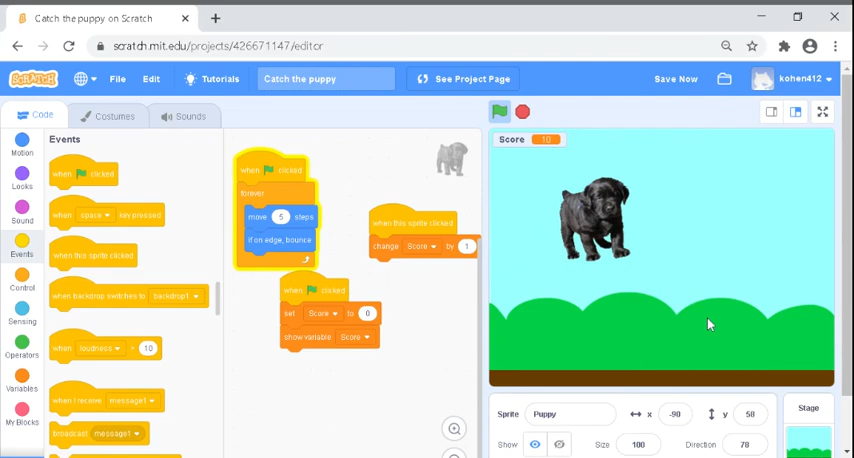 Catch the puppy on Scratch
scratch.mit.edu/projects/426671147/editor
SCRATCH
File
Edit
Tutorials
Catch the puppy
See Project Page
Save Now
kohen412
Code
Costumes
Sounds
Motion
Looks
Sound
Events
Control
Sensing
Operators
Variables
My Blocks
Events
when clicked
when space key pressed
when this sprite clicked
when backdrop switches to backdrop1
when loudness > 10
when I receive message1
broadcast message1
when clicked
forever
move 5 steps
if on edge, bounce
when this sprite clicked
change Score by 1
when clicked
set Score to 0
show variable Score
Score 10
Sprite Puppy x -90 y 58
Show Size 100 Direction 78
Stage